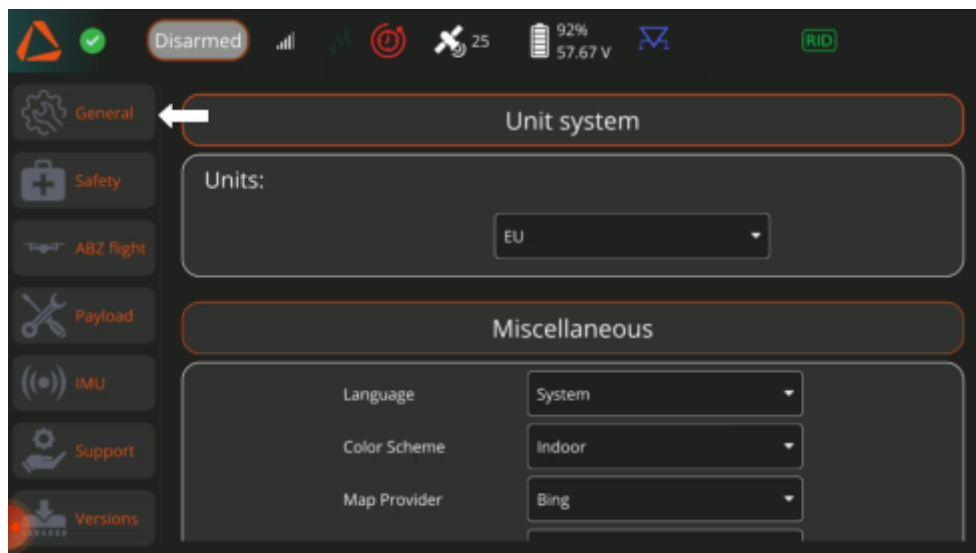 Disarmed
25
92%
57.67 V
RID
General
Safety
ABZ flight
Payload
IMU
Support
Versions
Unit system
Units:
EU
Miscellaneous
Language System
Color Scheme Indoor
Map Provider Bing